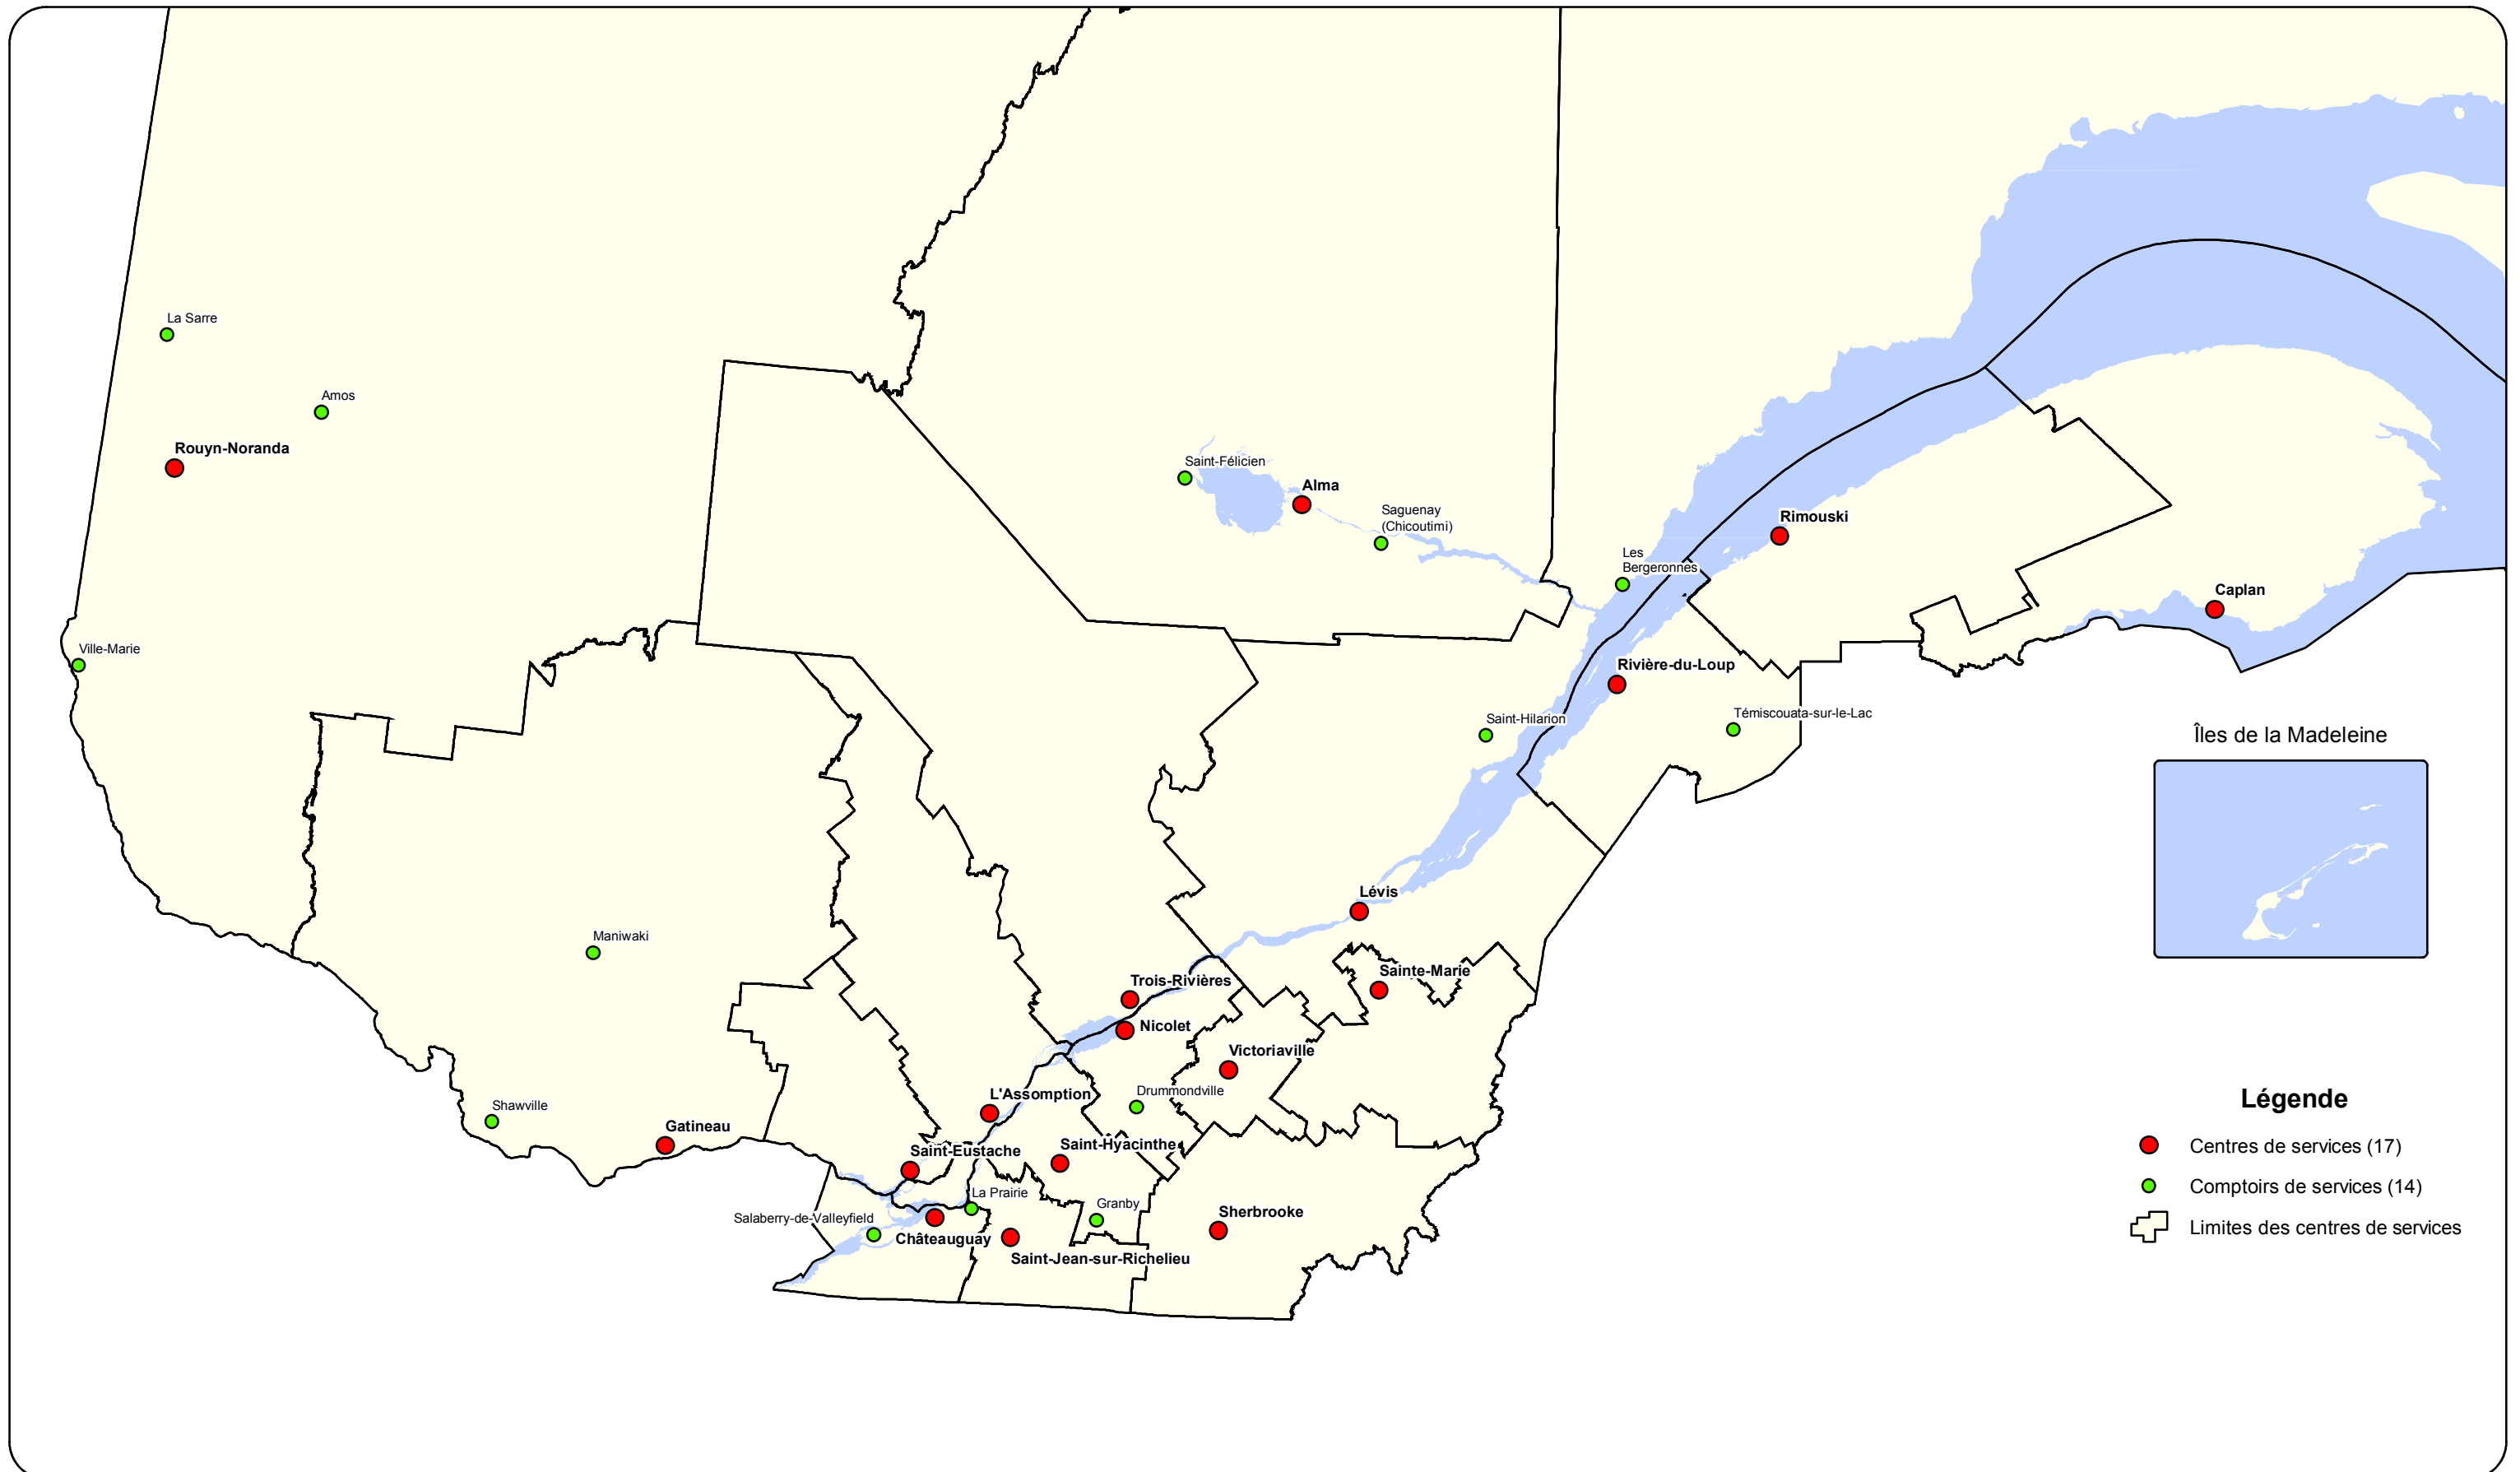 La Sarre
Amos
Rouyn-Noranda
Saint-Félicien
Alma
Saguenay
(Chicoutimi)
Rimouski
Les
Bergeronnes
Caplan
Ville-Marie
Rivière-du-Loup
Saint-Hilarion
Témiscouata-sur-le-Lac
Îles de la Madeleine
Lévis
Maniwaki
Sainte-Marie
Trois-Rivières
Nicolet
Victoriaville
L'Assomption
Drummondville
Shawville
Gatineau
Saint-Eustache
Saint-Hyacinthe
La Prairie
Granby
Salaberry-de-Valleyfield
Sherbrooke
Châteauguay
Saint-Jean-sur-Richelieu
Légende
Centres de services (17)
Comptoirs de services (14)
Limites des centres de services